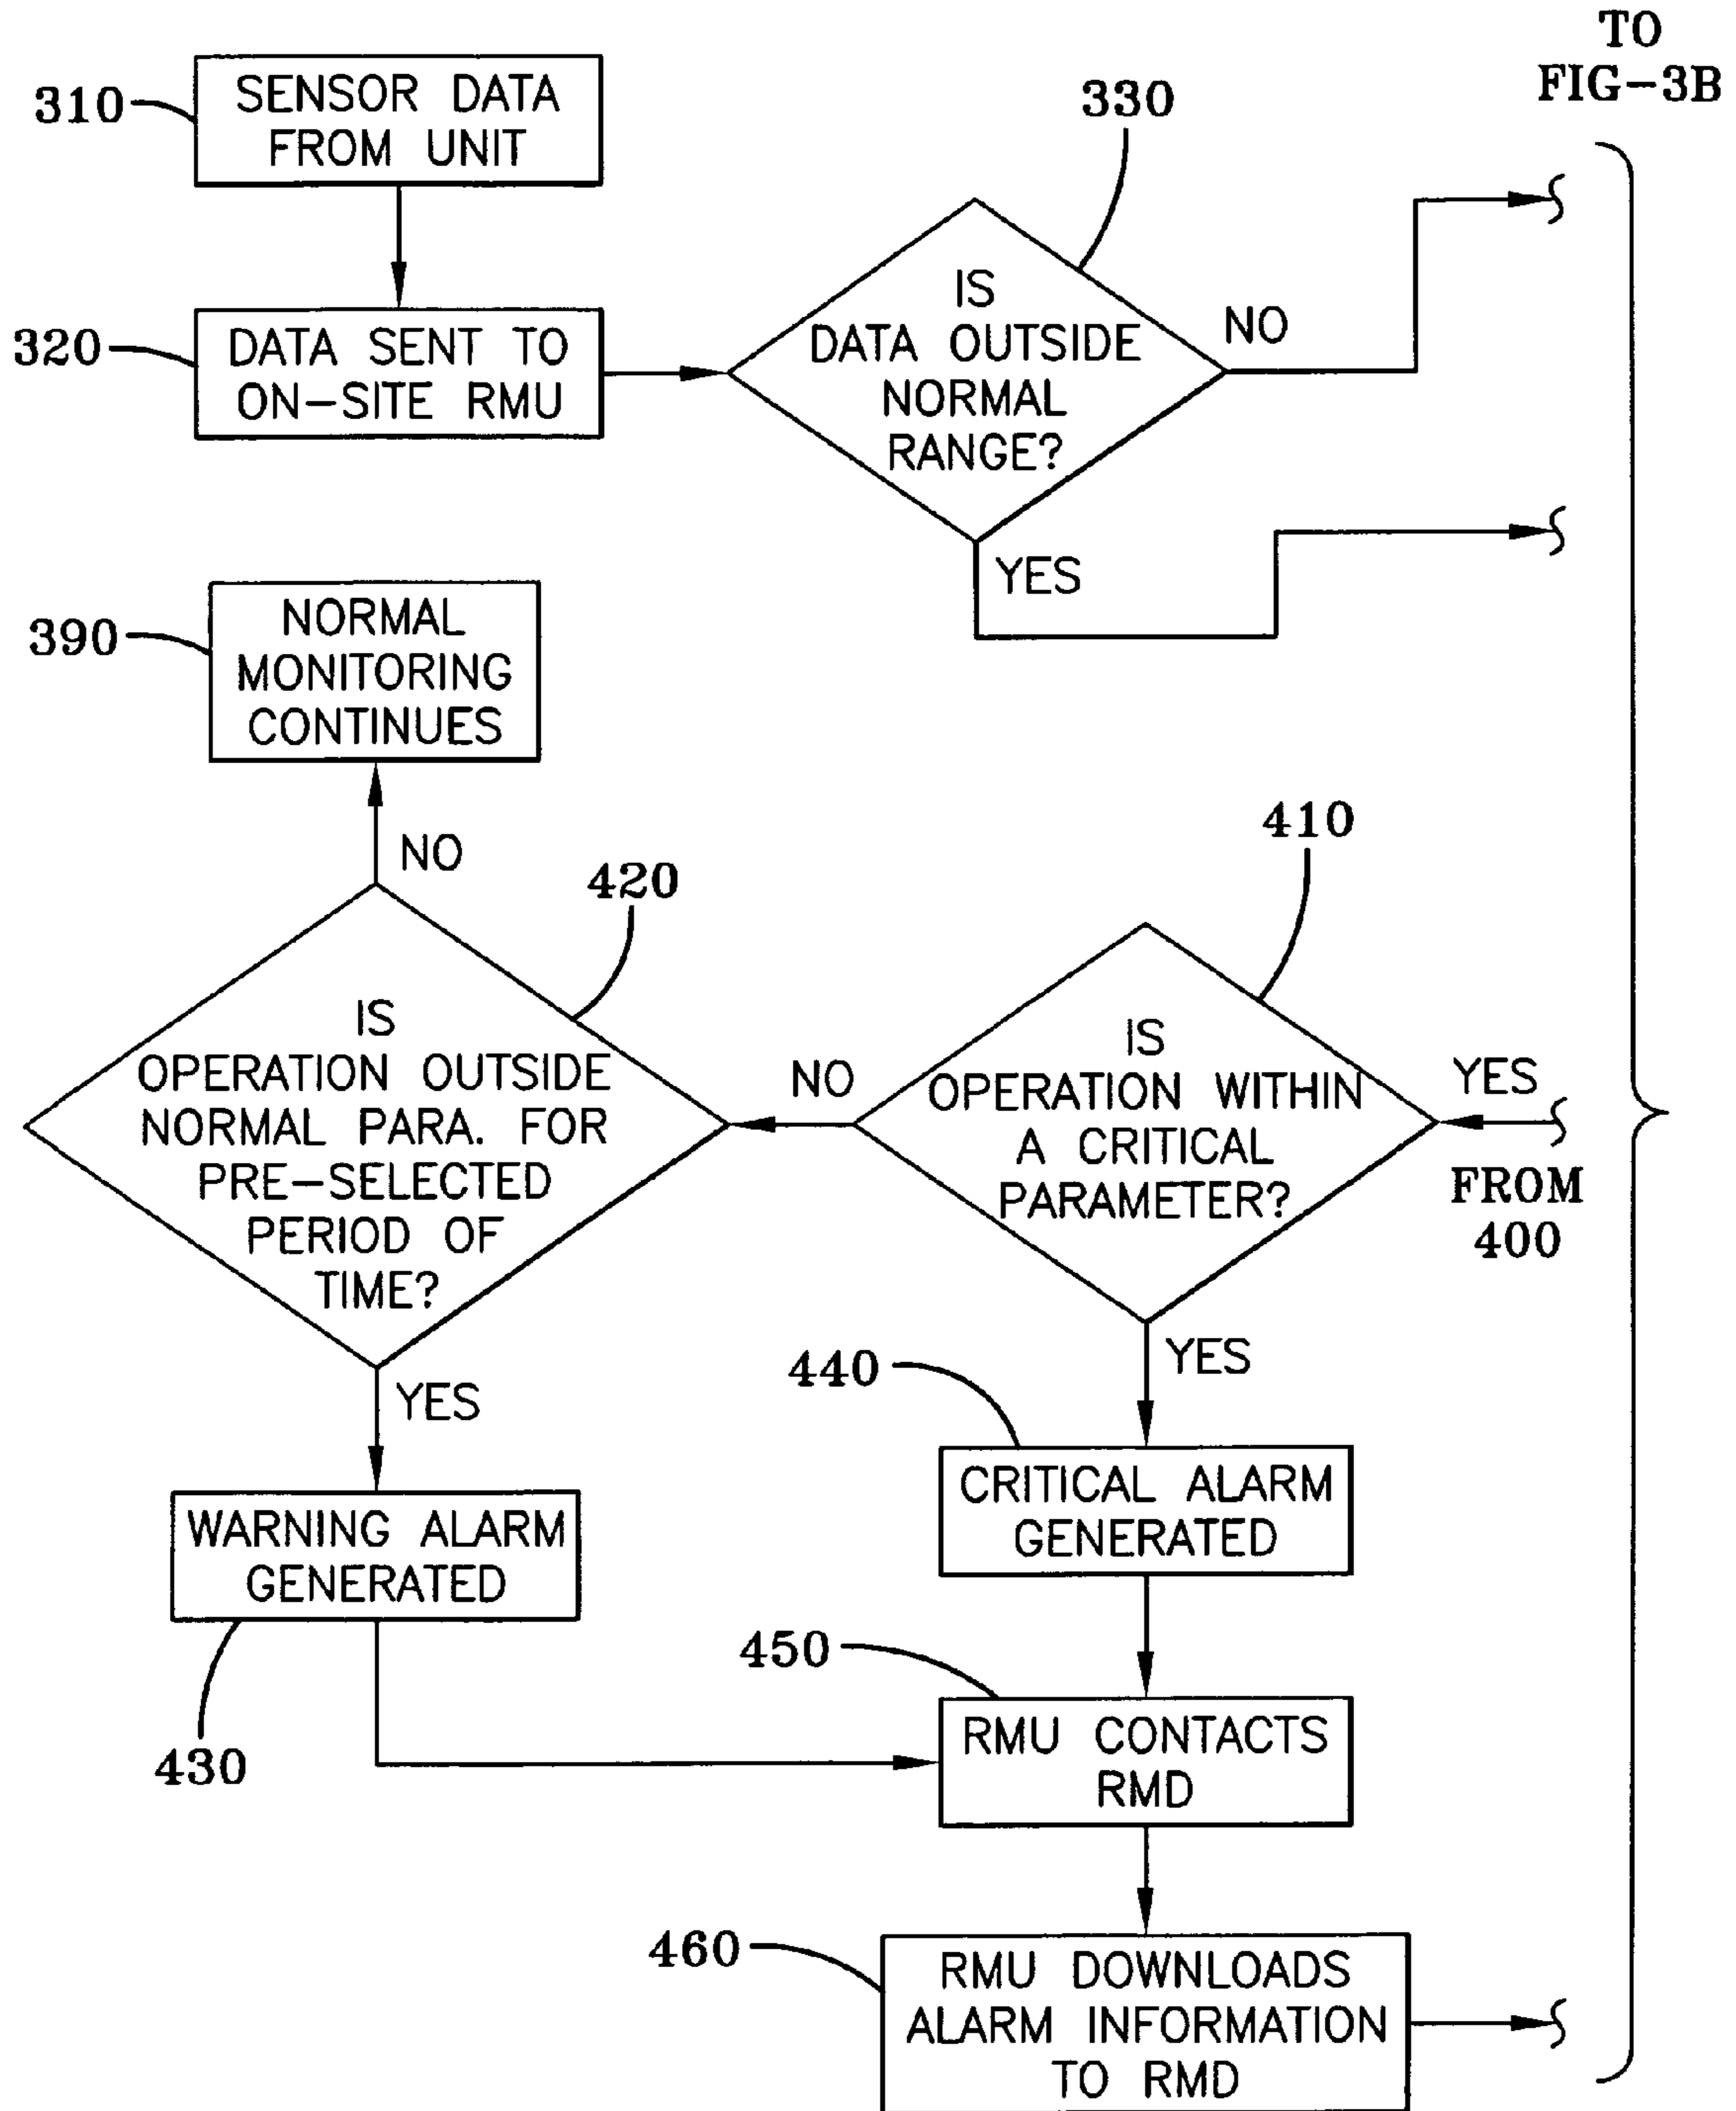 TO
FIG-3B
310
SENSOR DATA
FROM UNIT
330
320
DATA SENT TO
ON-SITE RMU
IS
DATA OUTSIDE
NORMAL
RANGE?
NO
YES
390
NORMAL
MONITORING
CONTINUES
NO
420
410
IS
OPERATION OUTSIDE
NORMAL PARA. FOR
PRE-SELECTED
PERIOD OF
TIME?
NO
IS
OPERATION WITHIN
A CRITICAL
PARAMETER?
YES
FROM
400
YES
YES
440
CRITICAL ALARM
GENERATED
WARNING ALARM
GENERATED
430
450
RMU CONTACTS
RMD
460
RMU DOWNLOADS
ALARM INFORMATION
TO RMD